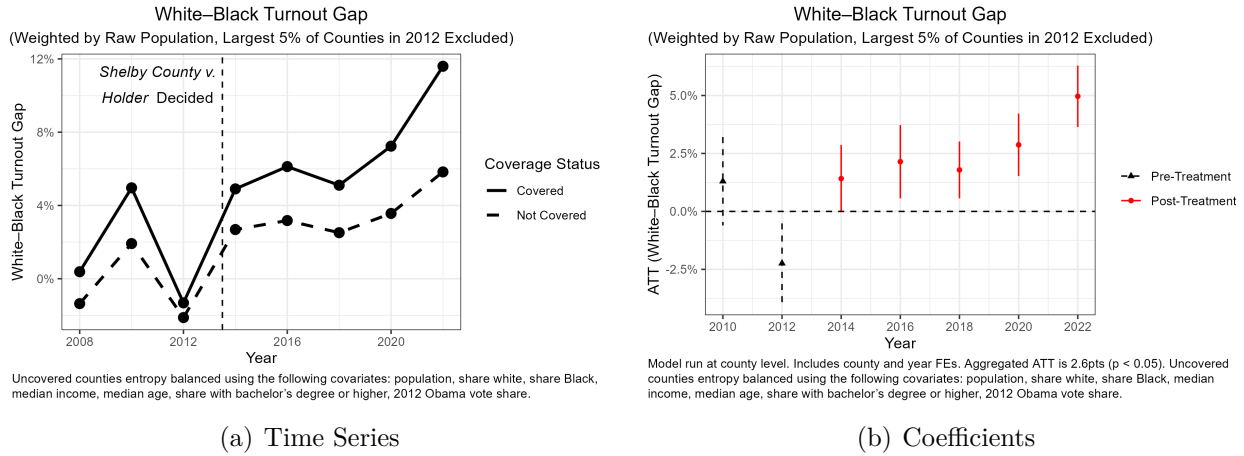 White–Black Turnout Gap
(Weighted by Raw Population, Largest 5% of Counties in 2012 Excluded)
12%
8%
4%
0%
White–Black Turnout Gap
Shelby County v.
Holder Decided
2008
2012
2016
2020
Year
Coverage Status
Covered
Not Covered
Uncovered counties entropy balanced using the following covariates: population, share white, share Black,
median income, median age, share with bachelor's degree or higher, 2012 Obama vote share.
(a) Time Series
White–Black Turnout Gap
(Weighted by Raw Population, Largest 5% of Counties in 2012 Excluded)
5.0%
2.5%
0.0%
-2.5%
ATT (White–Black Turnout Gap)
2010
2012
2014
2016
2018
2020
2022
Year
Pre-Treatment
Post-Treatment
Model run at county level. Includes county and year FEs. Aggregated ATT is 2.6pts (p < 0.05). Uncovered
counties entropy balanced using the following covariates: population, share white, share Black, median
income, median age, share with bachelor's degree or higher, 2012 Obama vote share.
(b) Coefficients